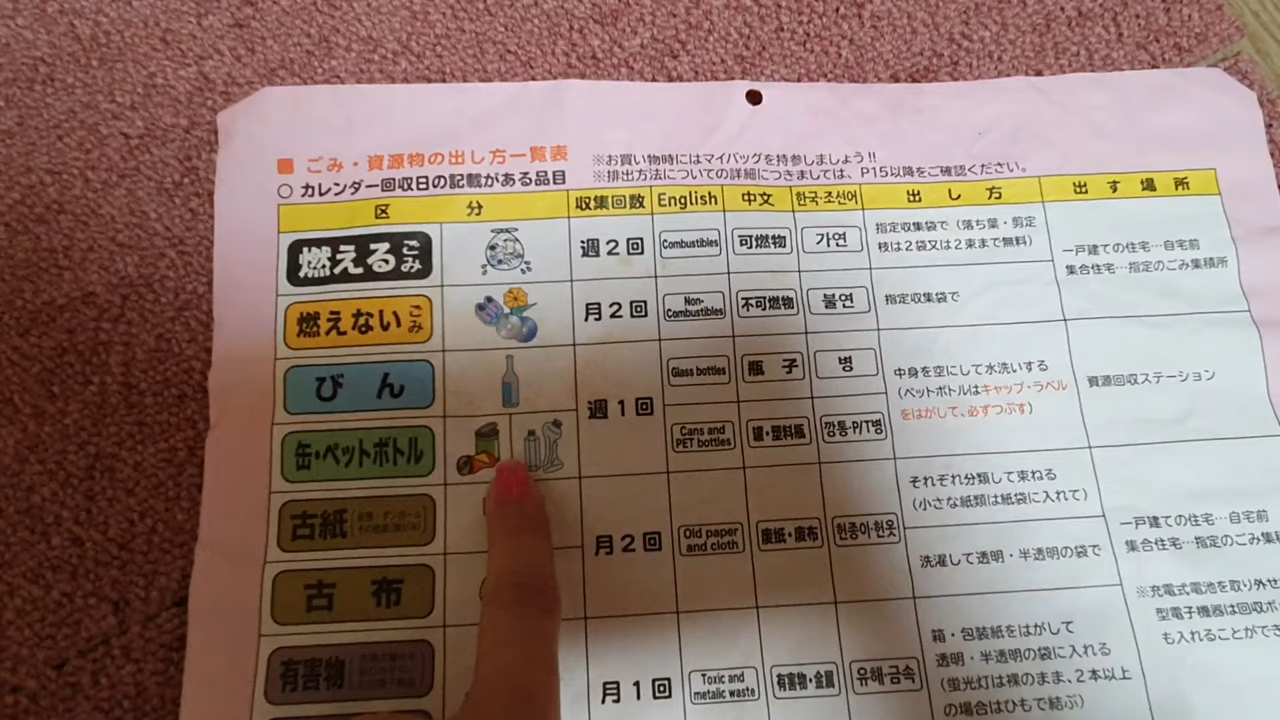 ■ ごみ・資源物の出し方一覧表
※お買い物時にはマイバッグを持参しましょう!!
○ カレンダー回収日の記載がある品目
※排出方法についての詳細につきましては、P15以降をご確認ください。
区 分 収集回数 English 中文 한국·조선어 出 し 方 出 す 場 所
燃えるごみ 週2回 Combustibles 可燃物 가연
指定収集袋で(落ち葉・剪定
枝は2袋又は2束まで無料)
一戸建ての住宅…自宅前
集合住宅…指定のごみ集積所
燃えないごみ 月2回 Non-Combustibles 不可燃物 불연 指定収集袋で
びん 週1回 Glass bottles 瓶子 병
中身を空にして水洗いする
(ペットボトルはキャップ・ラベル
をはがして、必ずつぶす)
資源回収ステーション
缶・ペットボトル Cans and PET bottles 罐・塑料瓶 깡통·P/T병
古紙
それぞれ分類して束ねる
(小さな紙類は紙袋に入れて)
月2回 Old paper and cloth 废纸・废布 헌종이·헌옷
一戸建ての住宅…自宅前
集合住宅…指定のごみ集積
古布 洗濯して透明・半透明の袋で
※充電式電池を取り外せ
型電子機器は回収ボ
も入れることができ
有害物 月1回 Toxic and metalic waste 有害物・金属 유해·금속
箱・包装紙をはがして
透明・半透明の袋に入れる
(蛍光灯は裸のまま、2本以上
の場合はひもで結ぶ)